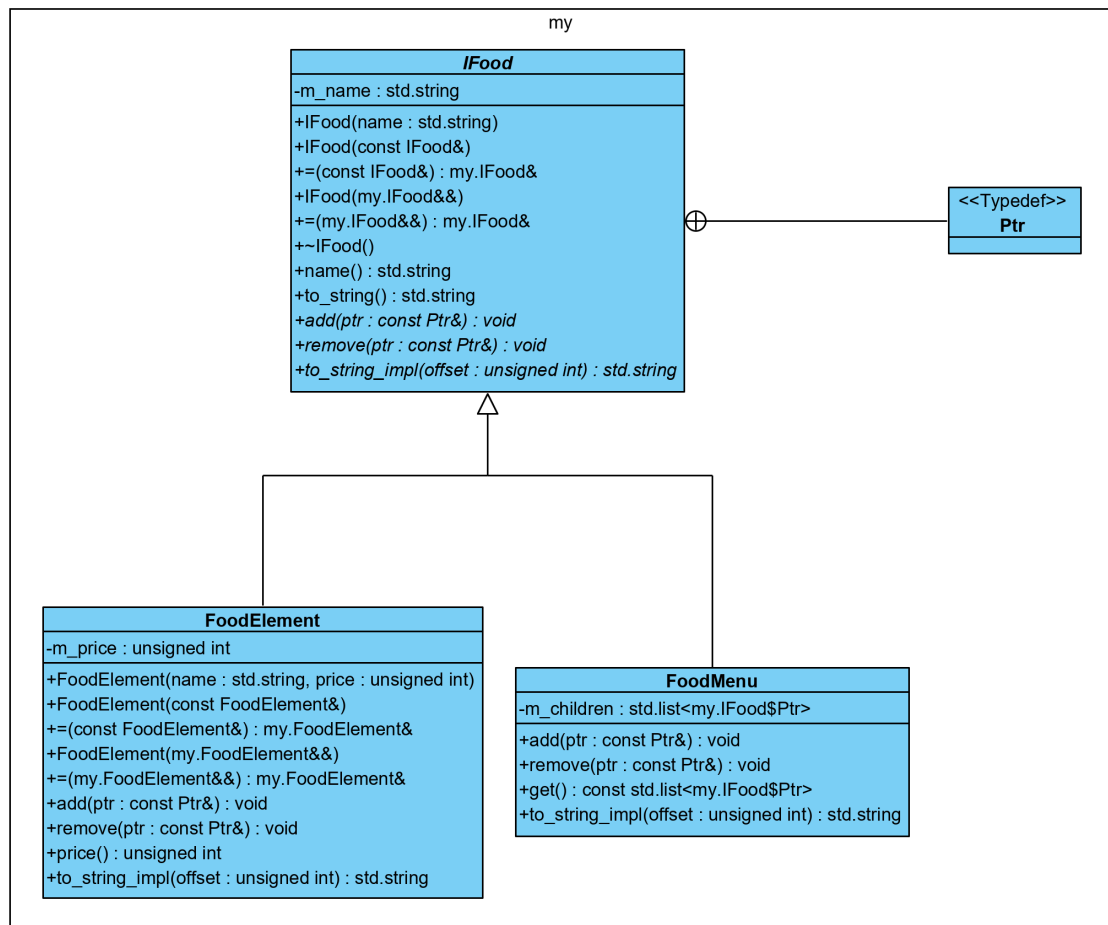 my
IFood
-m_name : std.string
+IFood(name : std.string)
+IFood(const IFood&)
+=(const IFood&) : my.IFood&
+IFood(my.IFood&&)
+=(my.IFood&&) : my.IFood&
+~IFood()
+name() : std.string
+to_string() : std.string
+add(ptr : const Ptr&) : void
+remove(ptr : const Ptr&) : void
+to_string_impl(offset : unsigned int) : std.string
<<Typedef>>
Ptr
FoodElement
-m_price : unsigned int
+FoodElement(name : std.string, price : unsigned int)
+FoodElement(const FoodElement&)
+=(const FoodElement&) : my.FoodElement&
+FoodElement(my.FoodElement&&)
+=(my.FoodElement&&) : my.FoodElement&
+add(ptr : const Ptr&) : void
+remove(ptr : const Ptr&) : void
+price() : unsigned int
+to_string_impl(offset : unsigned int) : std.string
FoodMenu
-m_children : std.list<my.IFood$Ptr>
+add(ptr : const Ptr&) : void
+remove(ptr : const Ptr&) : void
+get() : const std.list<my.IFood$Ptr>
+to_string_impl(offset : unsigned int) : std.string